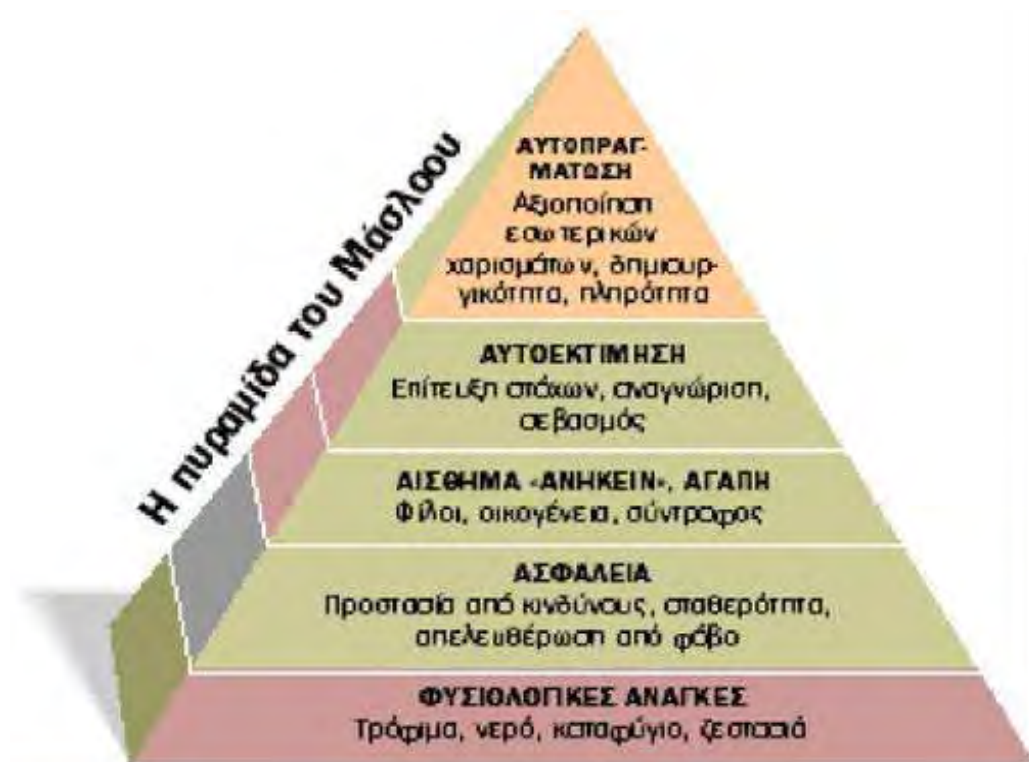 Η πυραμίδα του Μάσλοου
ΑΥΤΟΠΡΑΓ-
ΜΑΤΩΣΗ
Αξιοποίηση
εσωτερικών
χαρισμάτων, δημιουρ-
γικότητα, πληρότητα
ΑΥΤΟΕΚΤΙΜΗΣΗ
Επίτευξη στόχων, αναγνώριση,
σεβασμός
ΑΙΣΘΗΜΑ «ΑΝΗΚΕΙΝ», ΑΓΑΠΗ
Φίλοι, οικογένεια, σύντροφος
ΑΣΦΑΛΕΙΑ
Προστασία από κινδύνους, σταθερότητα,
απελευθέρωση από φόβο
ΦΥΣΙΟΛΟΓΙΚΕΣ ΑΝΑΓΚΕΣ
Τρόφιμα, νερό, καταφύγιο, ζεστασιά